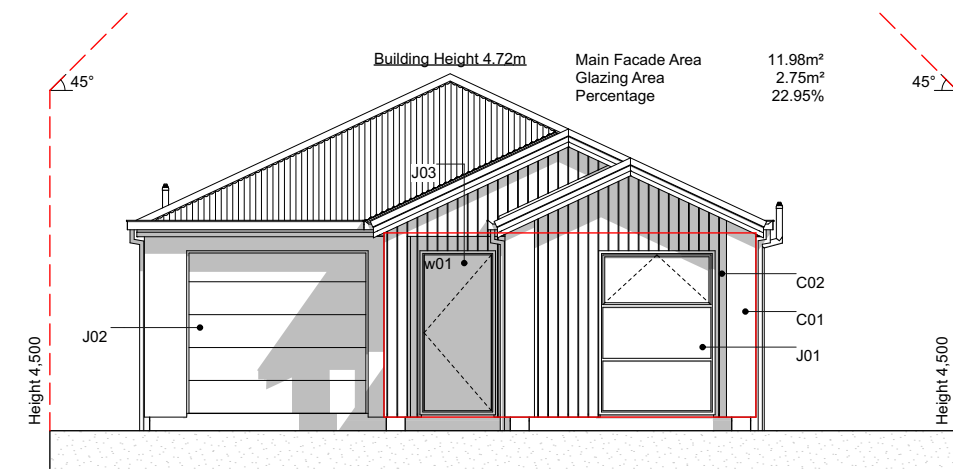 Building Height 4.72m
Main Facade Area 11.98m²
Glazing Area 2.75m²
Percentage 22.95%
45°
45°
J03
w01
C02
C01
J02
J01
Height 4,500
Height 4,500